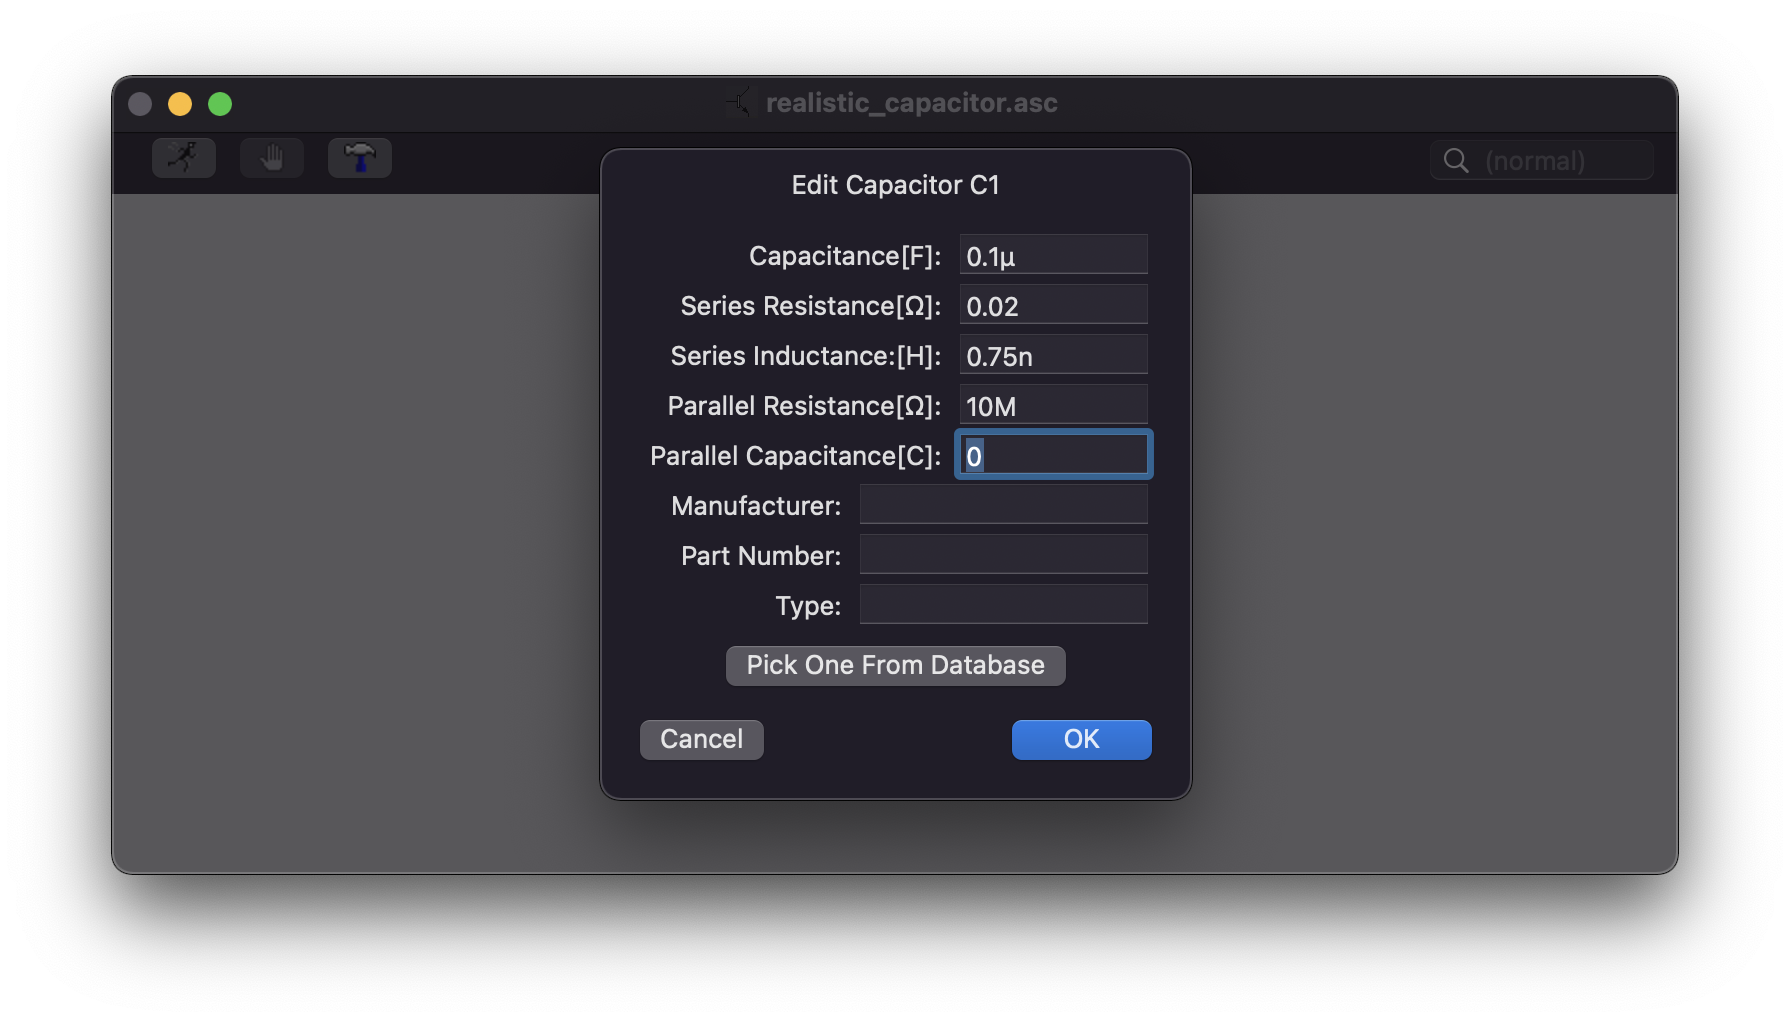 realistic_capacitor.asc
(normal)
Edit Capacitor C1
Capacitance[F]: 0.1µ
Series Resistance[Ω]: 0.02
Series Inductance:[H]: 0.75n
Parallel Resistance[Ω]: 10M
Parallel Capacitance[C]: 0
Manufacturer:
Part Number:
Type:
Pick One From Database
Cancel OK